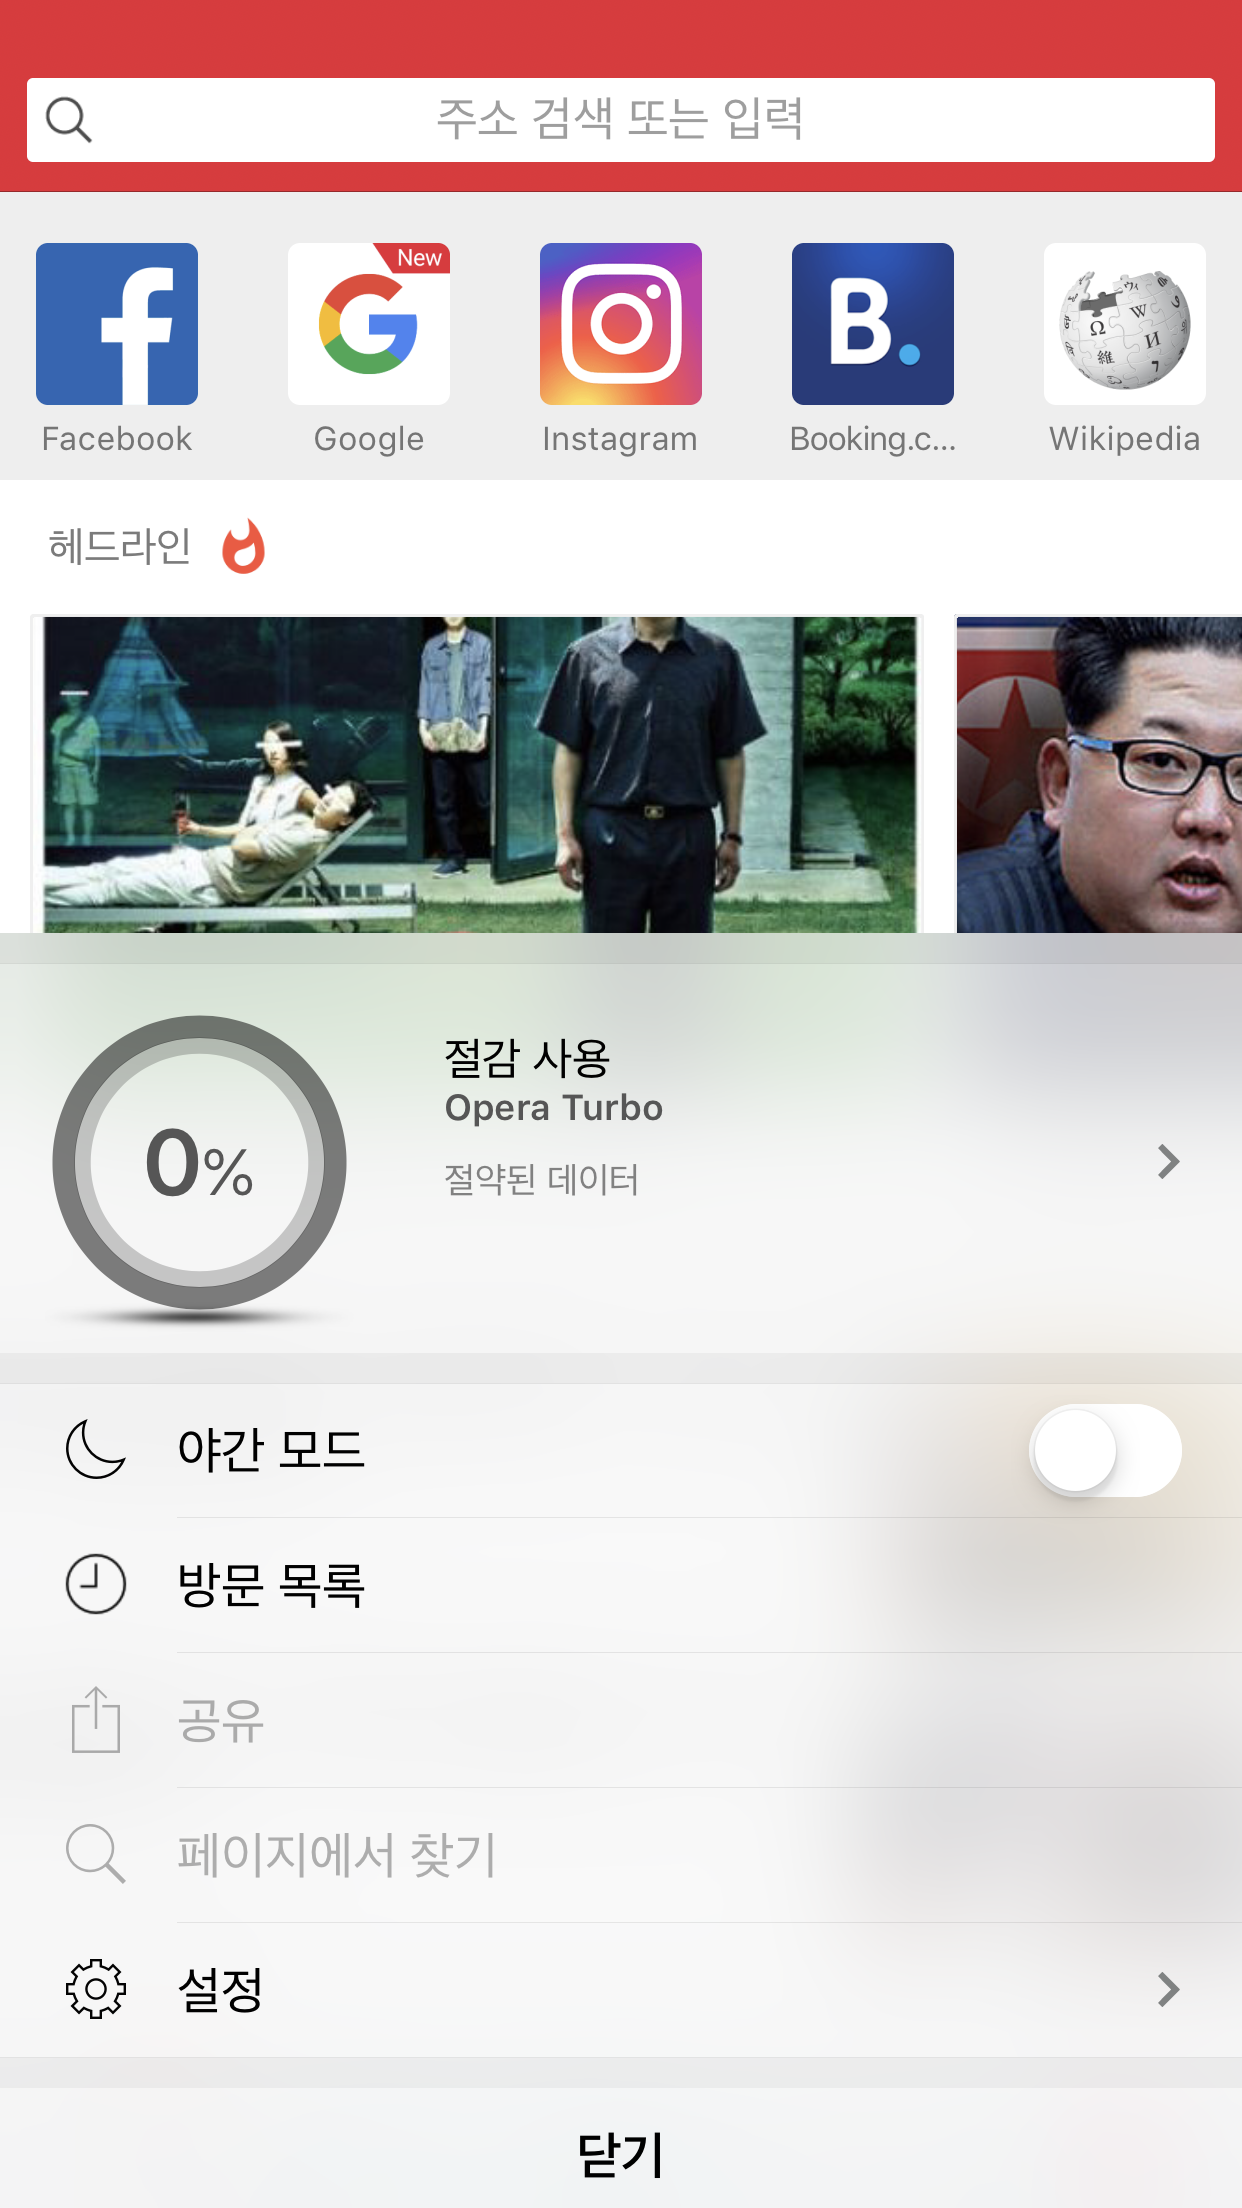 주소 검색 또는 입력
New
Facebook
Google
Instagram
B.
Booking.c...
Wikipedia
헤드라인
0%
절감 사용
Opera Turbo
절약된 데이터
야간 모드
방문 목록
공유
페이지에서 찾기
설정
닫기